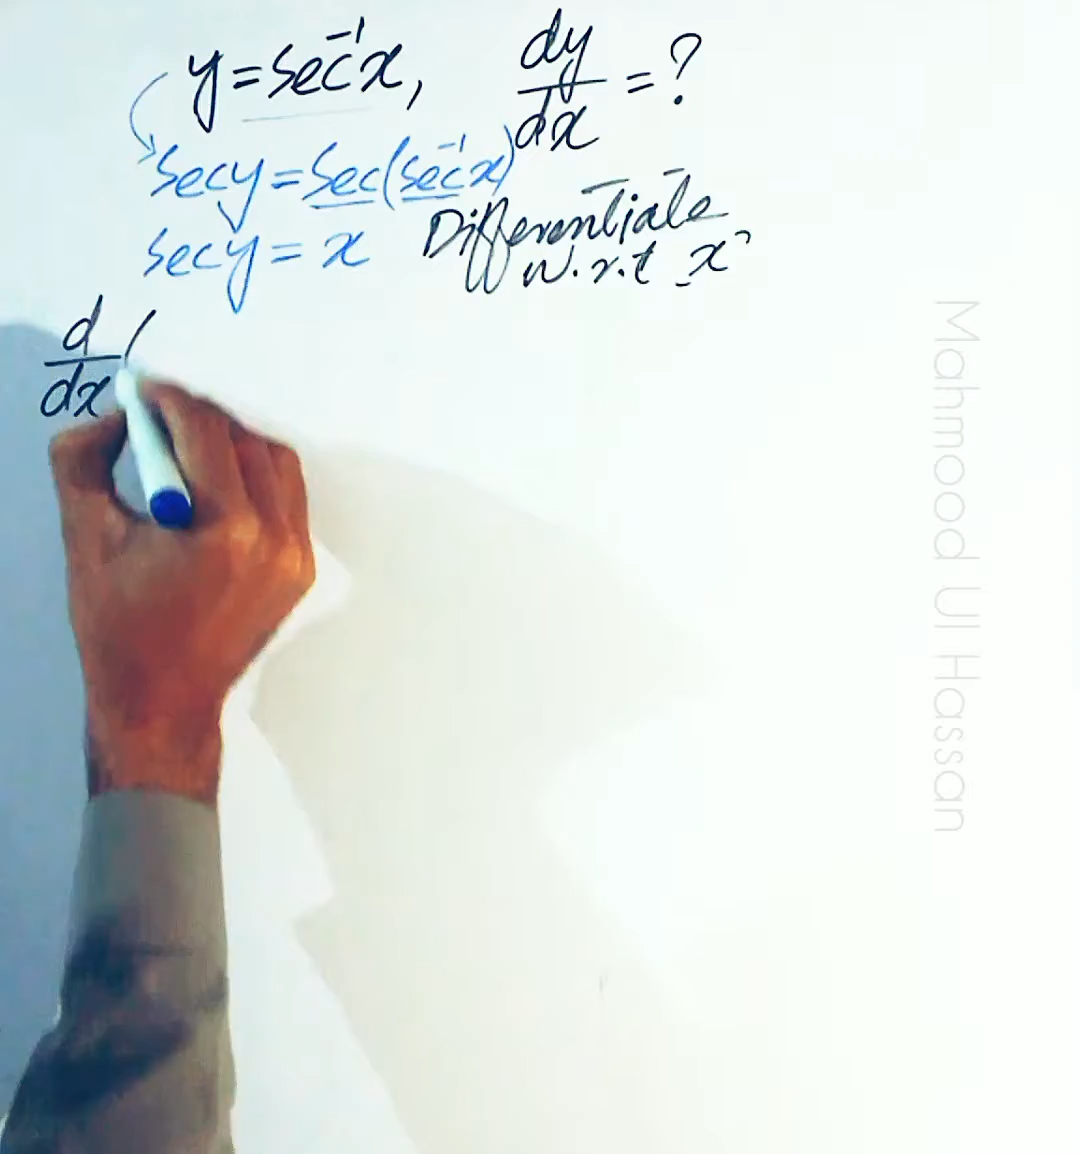 y = sec⁻¹x, dy/dx = ?
sec y = sec(sec⁻¹x)
sec y = x Differentiate
w.r.t x
d/dx (
Mahmood Ul Hassan